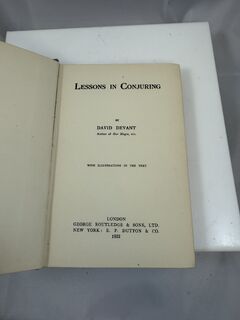 LESSONS IN CONJURING
BY
DAVID DEVANT
Author of Our Magic, etc.
WITH ILLUSTRATIONS IN THE TEXT
LONDON
GEORGE ROUTLEDGE & SONS, LTD.
NEW YORK: E. P. DUTTON & CO.
1922